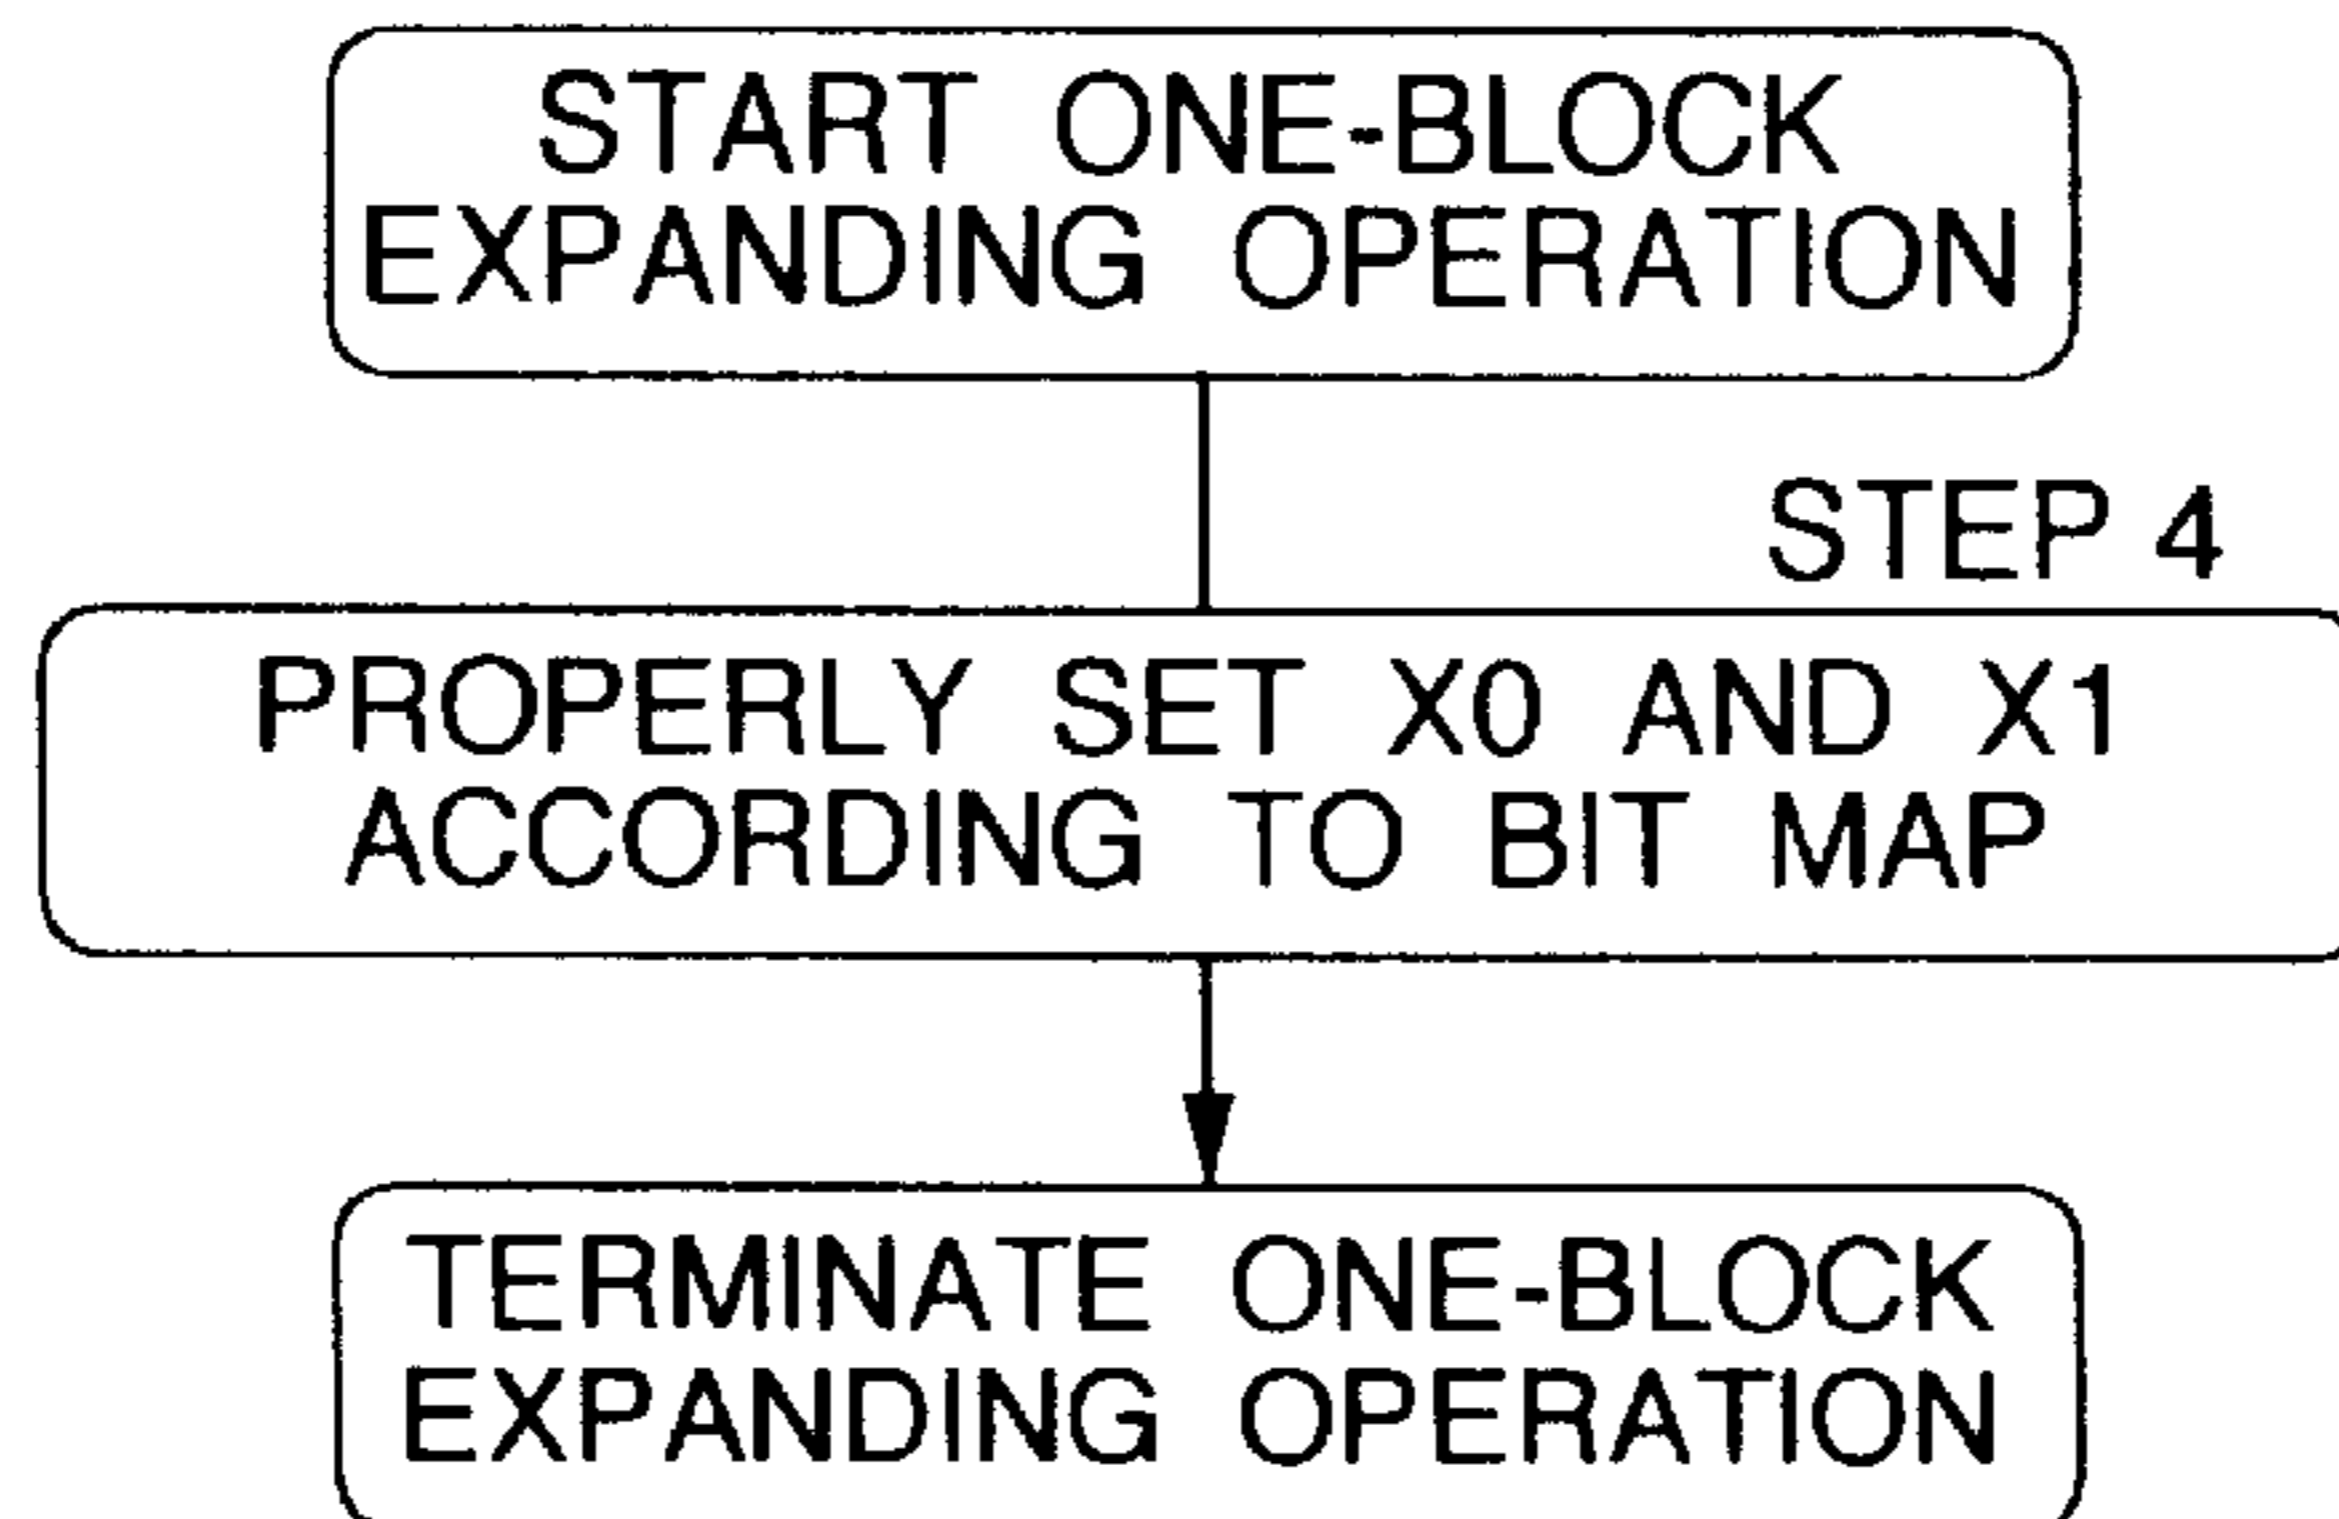 START ONE-BLOCK
EXPANDING OPERATION
STEP 4
PROPERLY SET X0 AND X1
ACCORDING TO BIT MAP
TERMINATE ONE-BLOCK
EXPANDING OPERATION